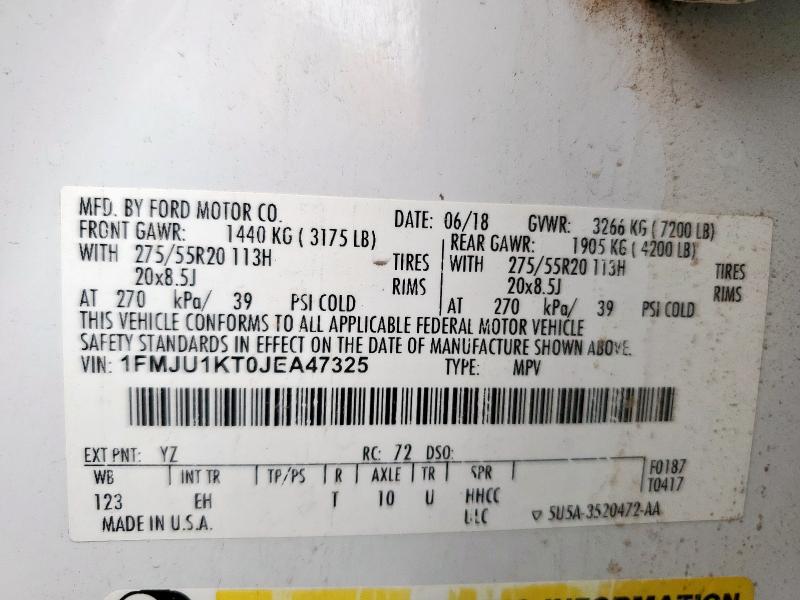 MFD. BY FORD MOTOR CO. DATE: 06/18 GVWR: 3266 KG ( 7200 LB)
FRONT GAWR: 1440 KG ( 3175 LB) REAR GAWR: 1905 KG ( 4200 LB)
WITH 275/55R20 113H TIRES WITH 275/55R20 113H TIRES
20x8.5J RIMS 20x8.5J RIMS
AT 270 kPa/ 39 PSI COLD AT 270 kPa/ 39 PSI COLD
THIS VEHICLE CONFORMS TO ALL APPLICABLE FEDERAL MOTOR VEHICLE
SAFETY STANDARDS IN EFFECT ON THE DATE OF MANUFACTURE SHOWN ABOVE.
VIN: 1FMJU1KT0JEA47325 TYPE: MPV
EXT PNT: YZ RC: 72 DSO:
WB INT TR TP/PS R AXLE TR SPR F0187
T0417
123 EH T 10 U HHCC
MADE IN U.S.A. 5U5A-3520472-AA
INFORMATION